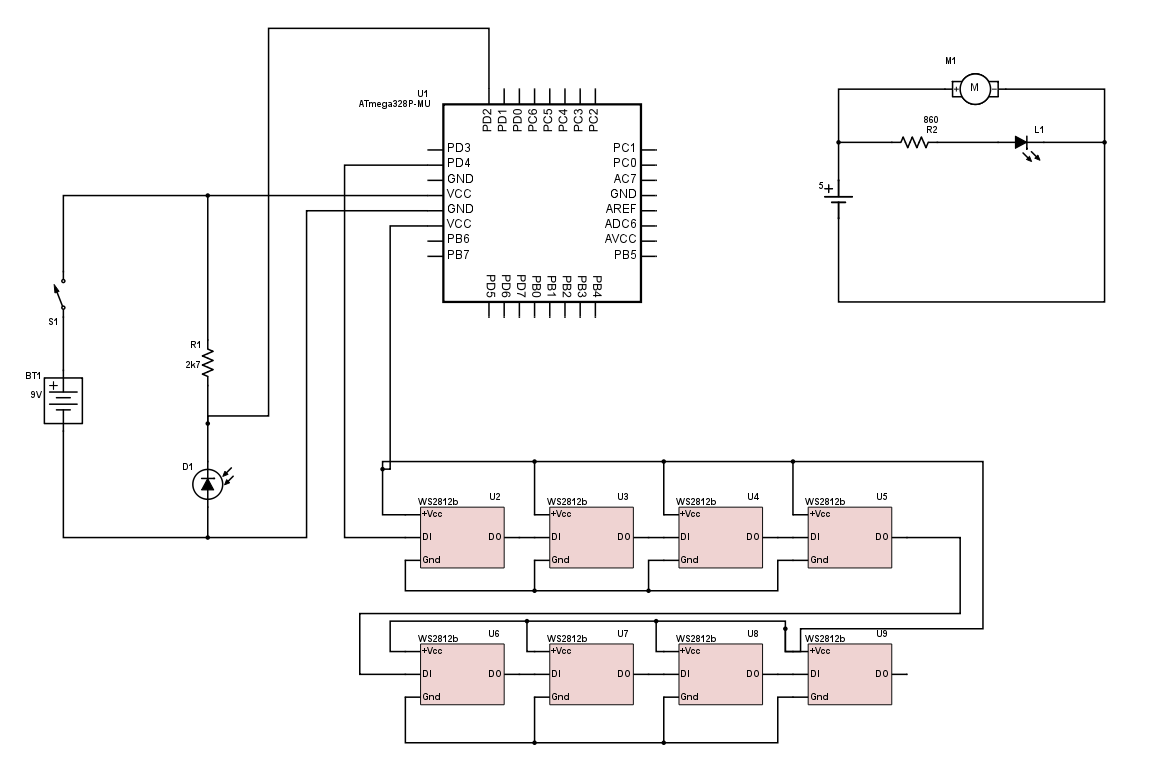 U1
ATmega328P-MU
PD2
PD1
PD0
PC6
PC5
PC4
PC3
PC2
PD3
PD4
GND
VCC
GND
VCC
PB6
PB7
PC1
PC0
AC7
GND
AREF
ADC6
AVCC
PB5
PD5
PD6
PD7
PB0
PB1
PB2
PB3
PB4
M1
+ M -
860
R2
L1
5 +
S1
BT1
+
9V
R1
2k7
D1
WS2812b U2
+Vcc
DI DO
Gnd
WS2812b U3
+Vcc
DI DO
Gnd
WS2812b U4
+Vcc
DI DO
Gnd
WS2812b U5
+Vcc
DI DO
Gnd
WS2812b U6
+Vcc
DI DO
Gnd
WS2812b U7
+Vcc
DI DO
Gnd
WS2812b U8
+Vcc
DI DO
Gnd
WS2812b U9
+Vcc
DI DO
Gnd